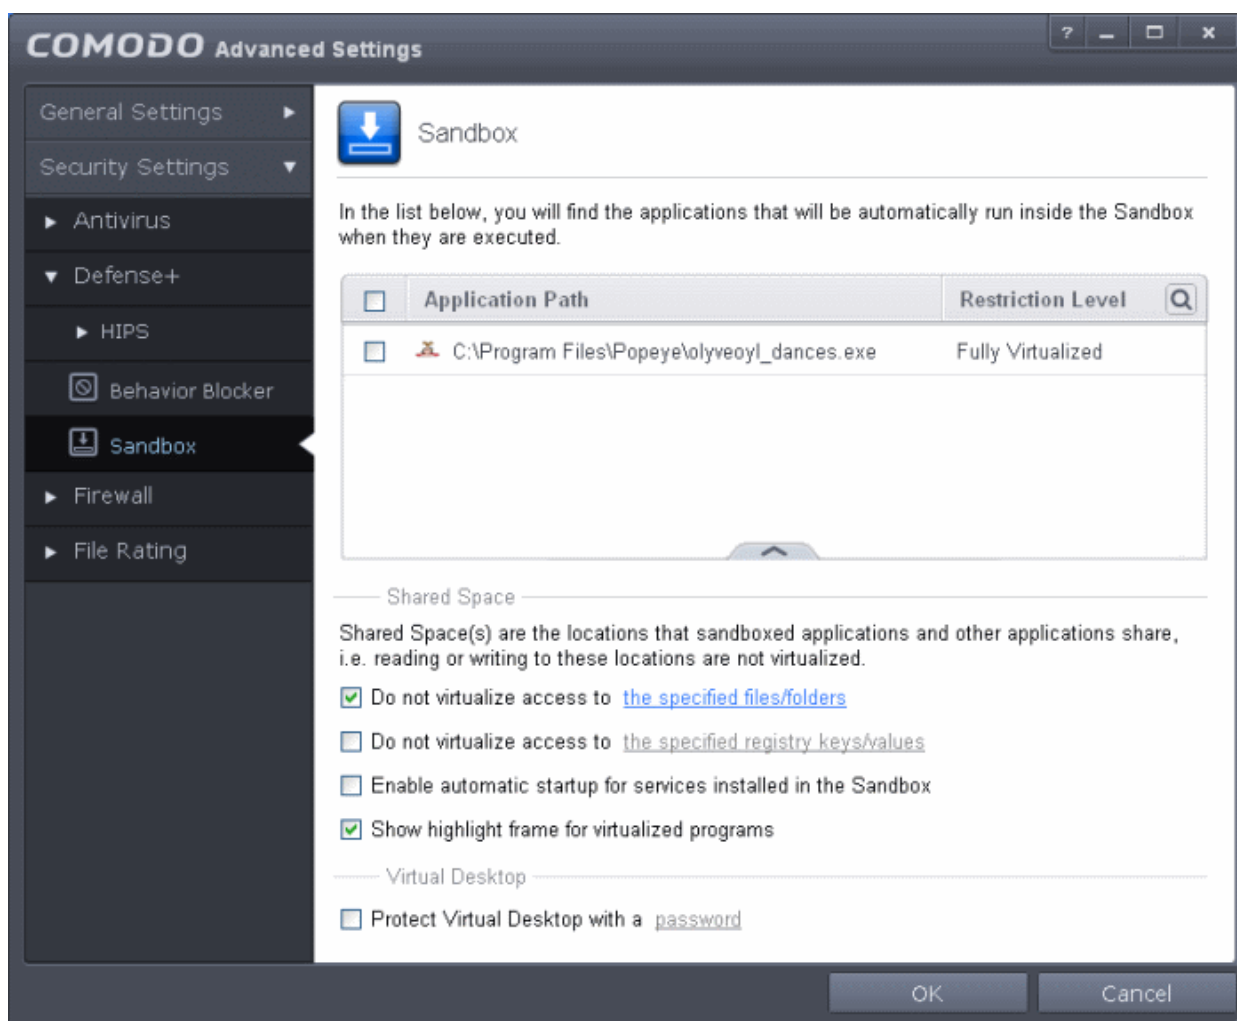 COMODO Advanced Settings
?
General Settings
Security Settings
Antivirus
Defense+
HIPS
Behavior Blocker
Sandbox
Firewall
File Rating
Sandbox
In the list below, you will find the applications that will be automatically run inside the Sandbox
when they are executed.
Application Path Restriction Level
C:\Program Files\Popeye\olyveoyl_dances.exe Fully Virtualized
Shared Space
Shared Space(s) are the locations that sandboxed applications and other applications share,
i.e. reading or writing to these locations are not virtualized.
Do not virtualize access to the specified files/folders
Do not virtualize access to the specified registry keys/values
Enable automatic startup for services installed in the Sandbox
Show highlight frame for virtualized programs
Virtual Desktop
Protect Virtual Desktop with a password
OK Cancel